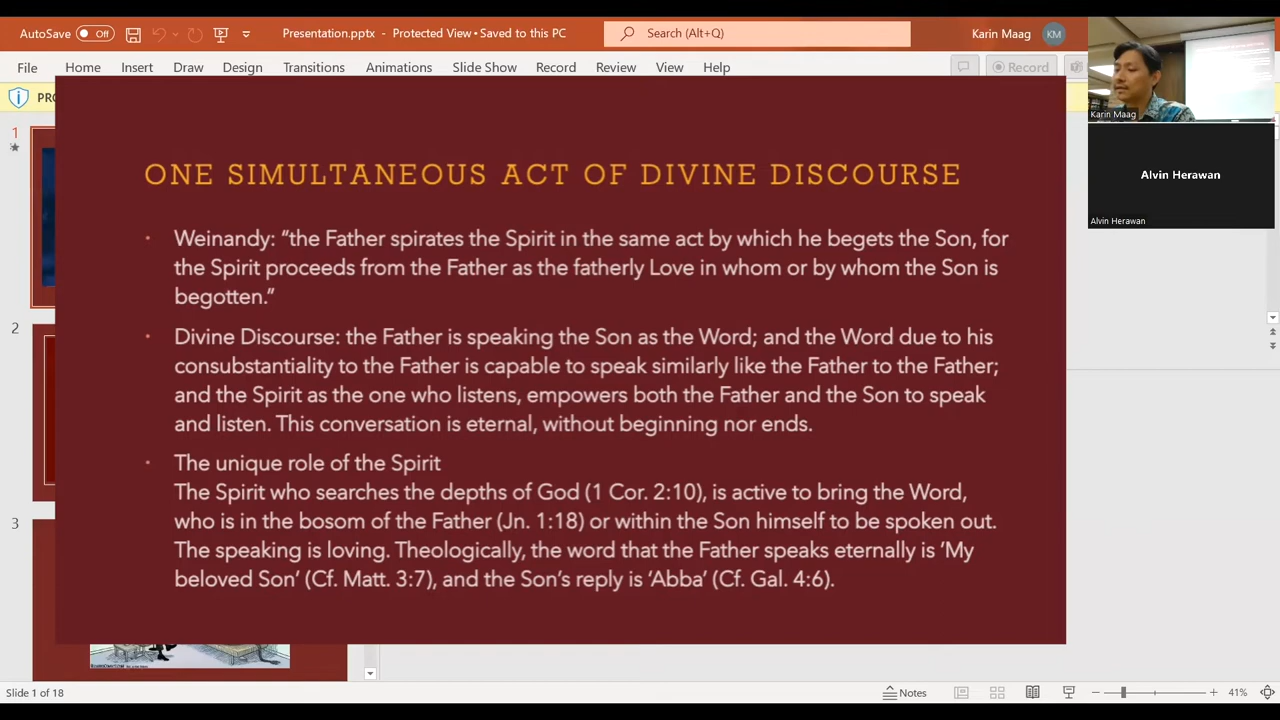 AutoSave Off Presentation.pptx - Protected View • Saved to this PC Search (Alt+Q) Karin Maag KM
File Home Insert Draw Design Transitions Animations Slide Show Record Review View Help Record
1
2
3
ONE SIMULTANEOUS ACT OF DIVINE DISCOURSE
• Weinandy: “the Father spirates the Spirit in the same act by which he begets the Son, for
the Spirit proceeds from the Father as the fatherly Love in whom or by whom the Son is
begotten.”
• Divine Discourse: the Father is speaking the Son as the Word; and the Word due to his
consubstantiality to the Father is capable to speak similarly like the Father to the Father;
and the Spirit as the one who listens, empowers both the Father and the Son to speak
and listen. This conversation is eternal, without beginning nor ends.
• The unique role of the Spirit
The Spirit who searches the depths of God (1 Cor. 2:10), is active to bring the Word,
who is in the bosom of the Father (Jn. 1:18) or within the Son himself to be spoken out.
The speaking is loving. Theologically, the word that the Father speaks eternally is ‘My
beloved Son’ (Cf. Matt. 3:7), and the Son’s reply is ‘Abba’ (Cf. Gal. 4:6).
Karin Maag
Alvin Herawan
Alvin Herawan
Slide 1 of 18 Notes 41%